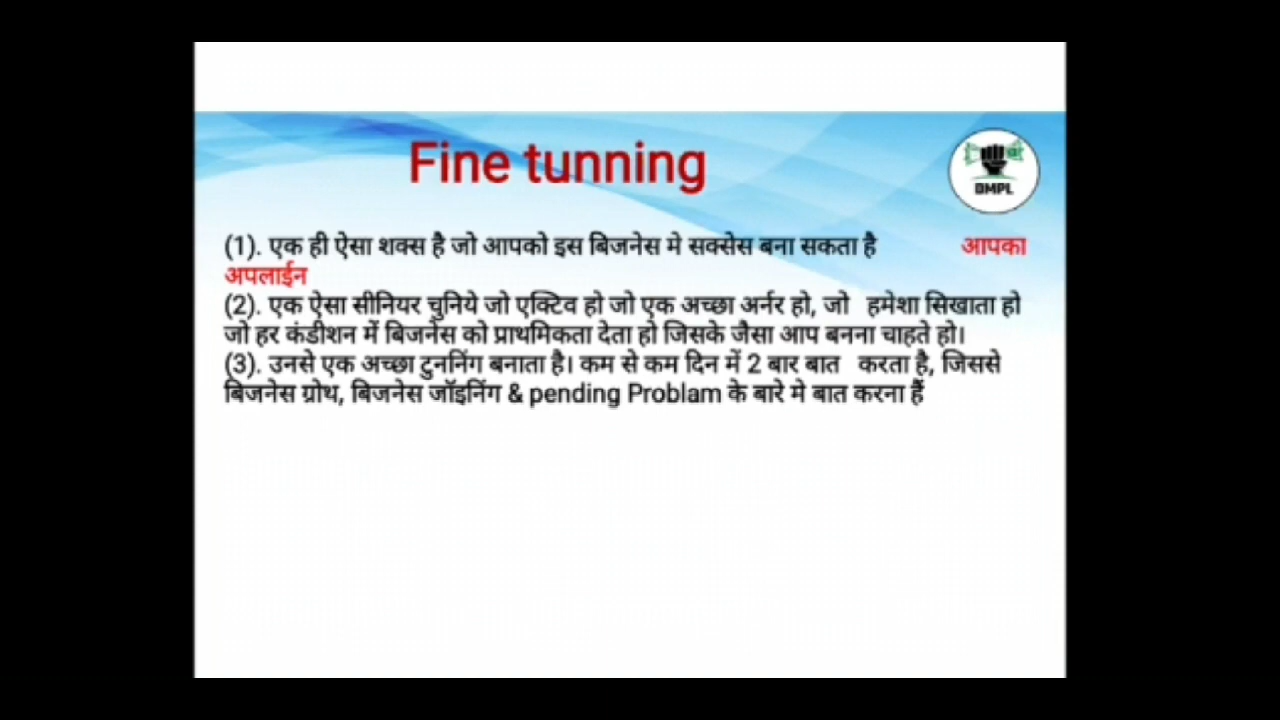 Fine tunning
DMPL
(1). एक ही ऐसा शक्स है जो आपको इस बिजनेस मे सक्सेस बना सकता है आपका
अपलाईन
(2). एक ऐसा सीनियर चुनिये जो एक्टिव हो जो एक अच्छा अर्नर हो, जो हमेशा सिखाता हो
जो हर कंडीशन में बिजनेस को प्राथमिकता देता हो जिसके जैसा आप बनना चाहते हो।
(3). उनसे एक अच्छा टुननिंग बनाता है। कम से कम दिन में 2 बार बात करता है, जिससे
बिजनेस ग्रोथ, बिजनेस जॉइनिंग & pending Problam के बारे मे बात करना हैं